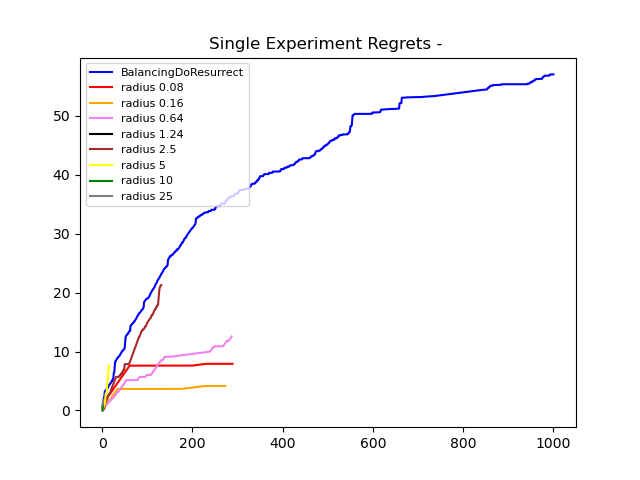 Single Experiment Regrets -
BalancingDoResurrect
radius 0.08
radius 0.16
radius 0.64
radius 1.24
radius 2.5
radius 5
radius 10
radius 25
50
40
30
20
10
0
0 200 400 600 800 1000